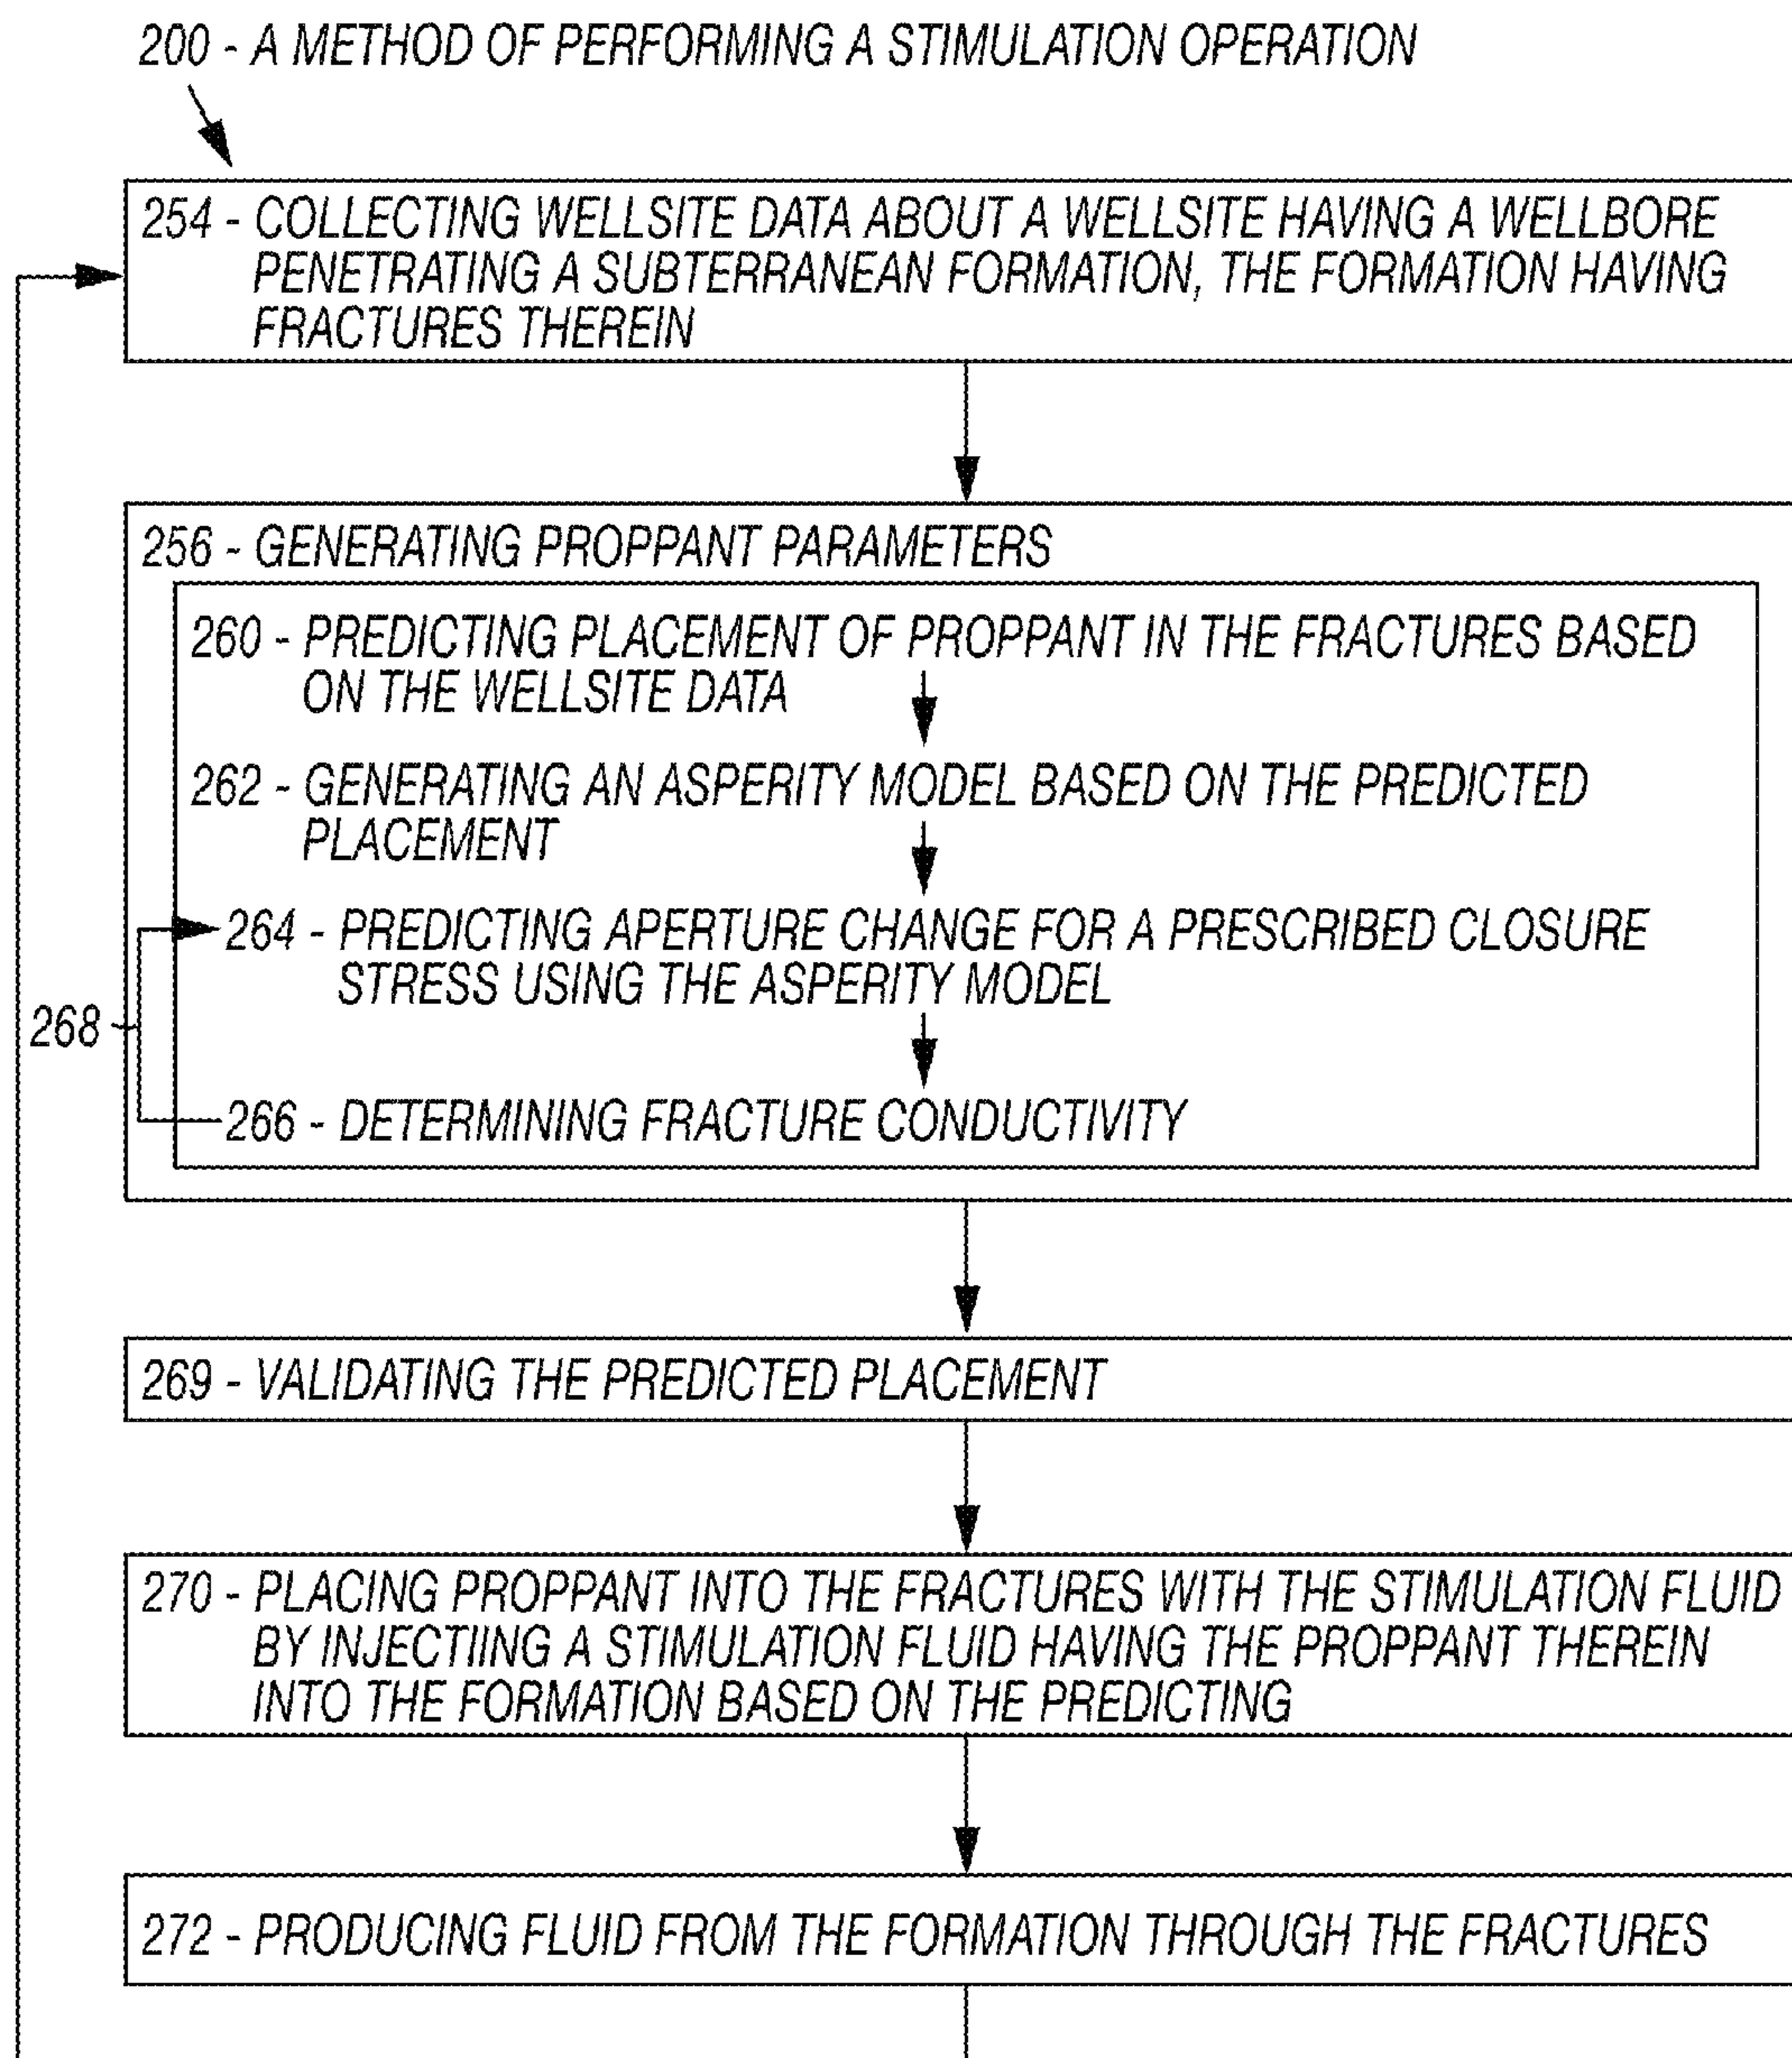 200 - A METHOD OF PERFORMING A STIMULATION OPERATION
254 - COLLECTING WELLSITE DATA ABOUT A WELLSITE HAVING A WELLBORE
PENETRATING A SUBTERRANEAN FORMATION, THE FORMATION HAVING
FRACTURES THEREIN
256 - GENERATING PROPPANT PARAMETERS
260 - PREDICTING PLACEMENT OF PROPPANT IN THE FRACTURES BASED
ON THE WELLSITE DATA
262 - GENERATING AN ASPERITY MODEL BASED ON THE PREDICTED
PLACEMENT
264 - PREDICTING APERTURE CHANGE FOR A PRESCRIBED CLOSURE
STRESS USING THE ASPERITY MODEL
268
266 - DETERMINING FRACTURE CONDUCTIVITY
269 - VALIDATING THE PREDICTED PLACEMENT
270 - PLACING PROPPANT INTO THE FRACTURES WITH THE STIMULATION FLUID
BY INJECTIING A STIMULATION FLUID HAVING THE PROPPANT THEREIN
INTO THE FORMATION BASED ON THE PREDICTING
272 - PRODUCING FLUID FROM THE FORMATION THROUGH THE FRACTURES